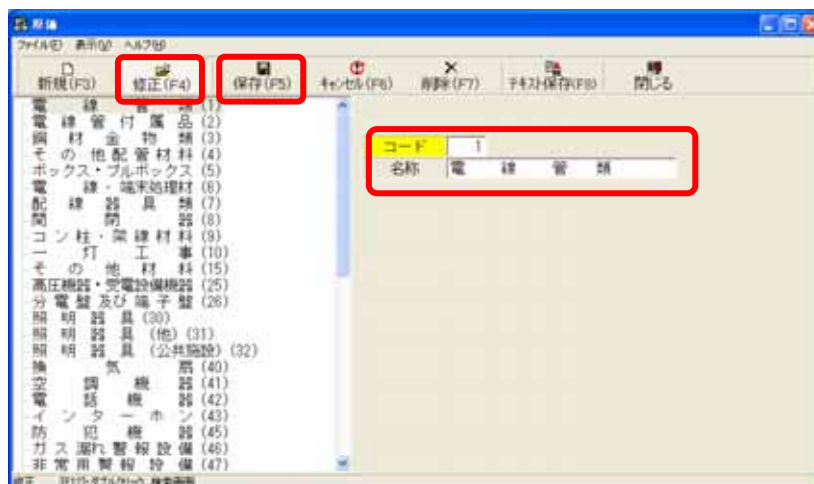 原価
ファイル(E) 表示(V) ヘルプ(H)
新規(F3) 修正(F4) 保存(F5) キャンセル(F6) 削除(F7) テキスト保存(F8) 閉じる
電線管類(1)
電線管付属品(2)
鋼材金物類(3)
その他配管材料(4)
ボックス・プルボックス(5)
電線・端末処理材(6)
配線器具類(7)
開閉器(8)
コン柱・架線材料(9)
一灯工事(10)
その他材料(15)
高圧機器・受電設備機器(25)
分電盤及び端子盤(26)
照明器具(30)
照明器具(他)(31)
照明器具(公共施設)(32)
換気扇(40)
空調機器(41)
電話機器(42)
インターホン(43)
防犯機器(45)
ガス漏れ警報設備(46)
非常用警報設備(47)
コード 1
名称 電線管類
修正